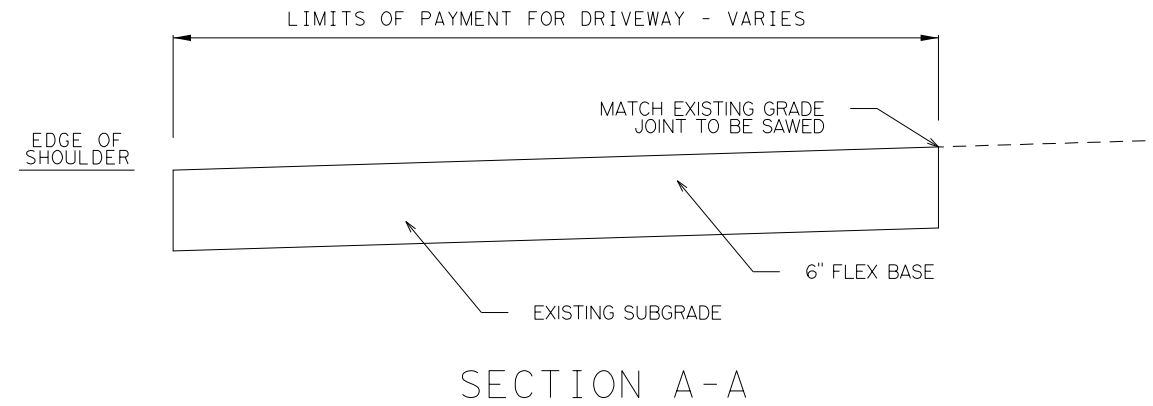 LIMITS OF PAYMENT FOR DRIVEWAY - VARIES
MATCH EXISTING GRADE
JOINT TO BE SAWED
EDGE OF
SHOULDER
6" FLEX BASE
EXISTING SUBGRADE
SECTION A-A